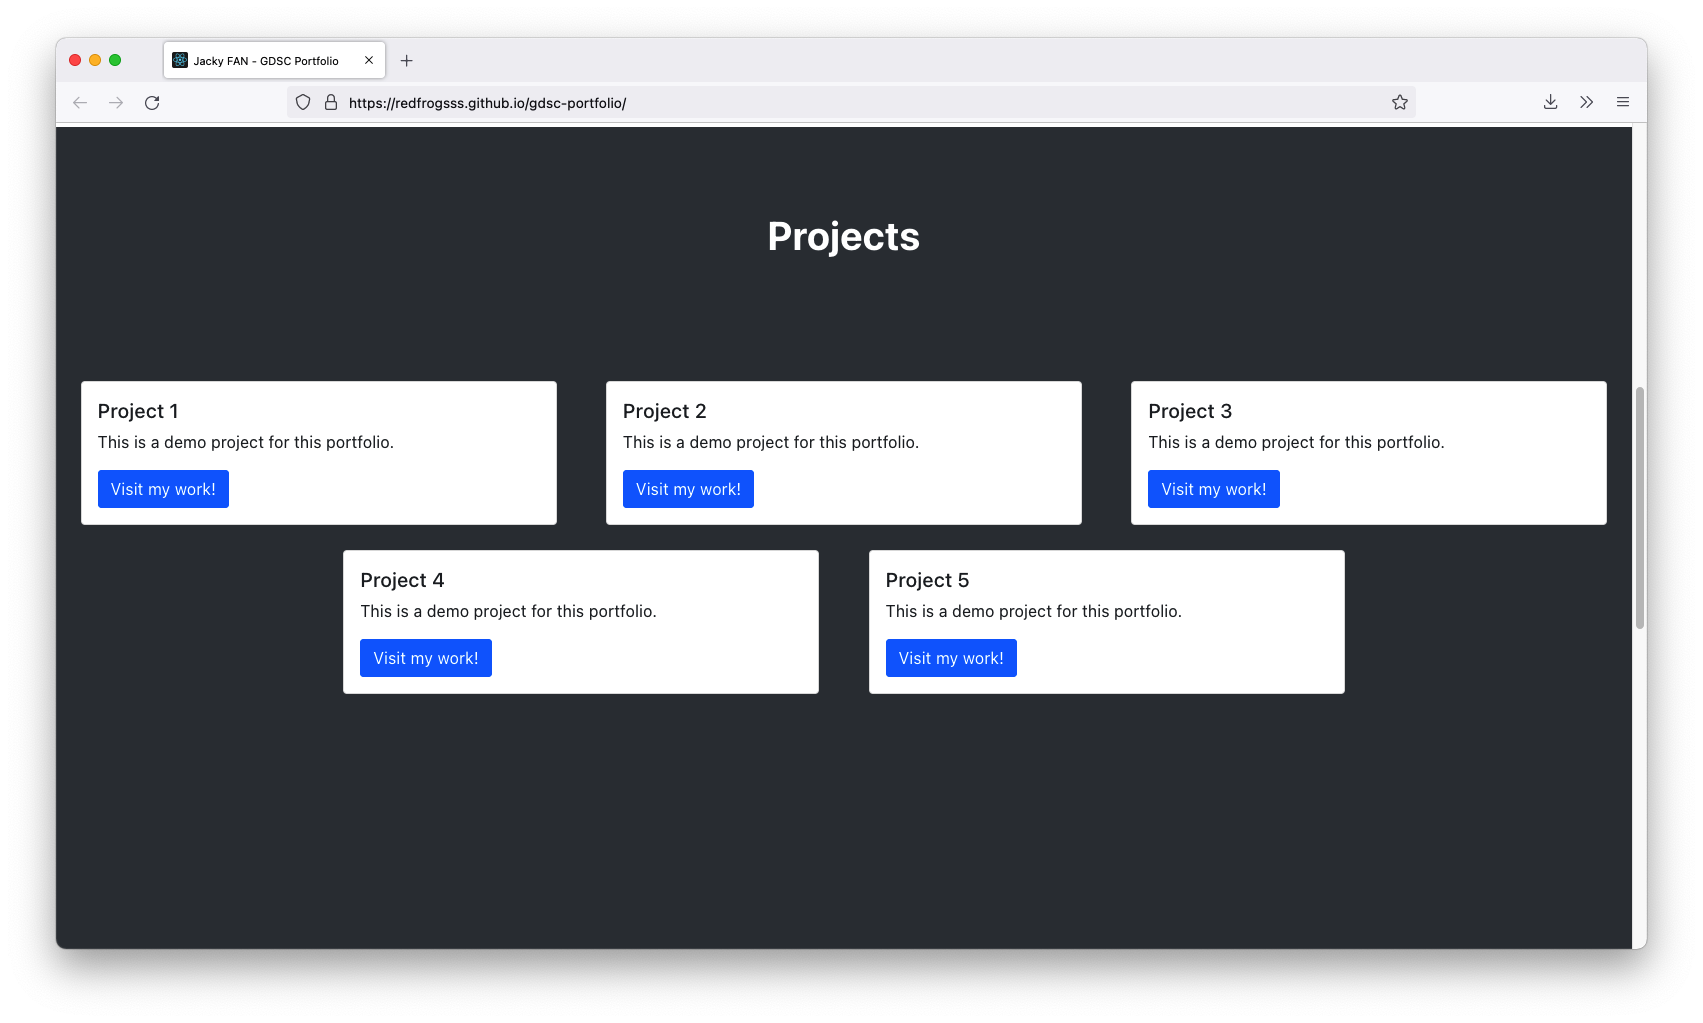 Jacky FAN - GDSC Portfolio
https://redfrogsss.github.io/gdsc-portfolio/
Projects
Project 1
This is a demo project for this portfolio.
Visit my work!
Project 2
This is a demo project for this portfolio.
Visit my work!
Project 3
This is a demo project for this portfolio.
Visit my work!
Project 4
This is a demo project for this portfolio.
Visit my work!
Project 5
This is a demo project for this portfolio.
Visit my work!